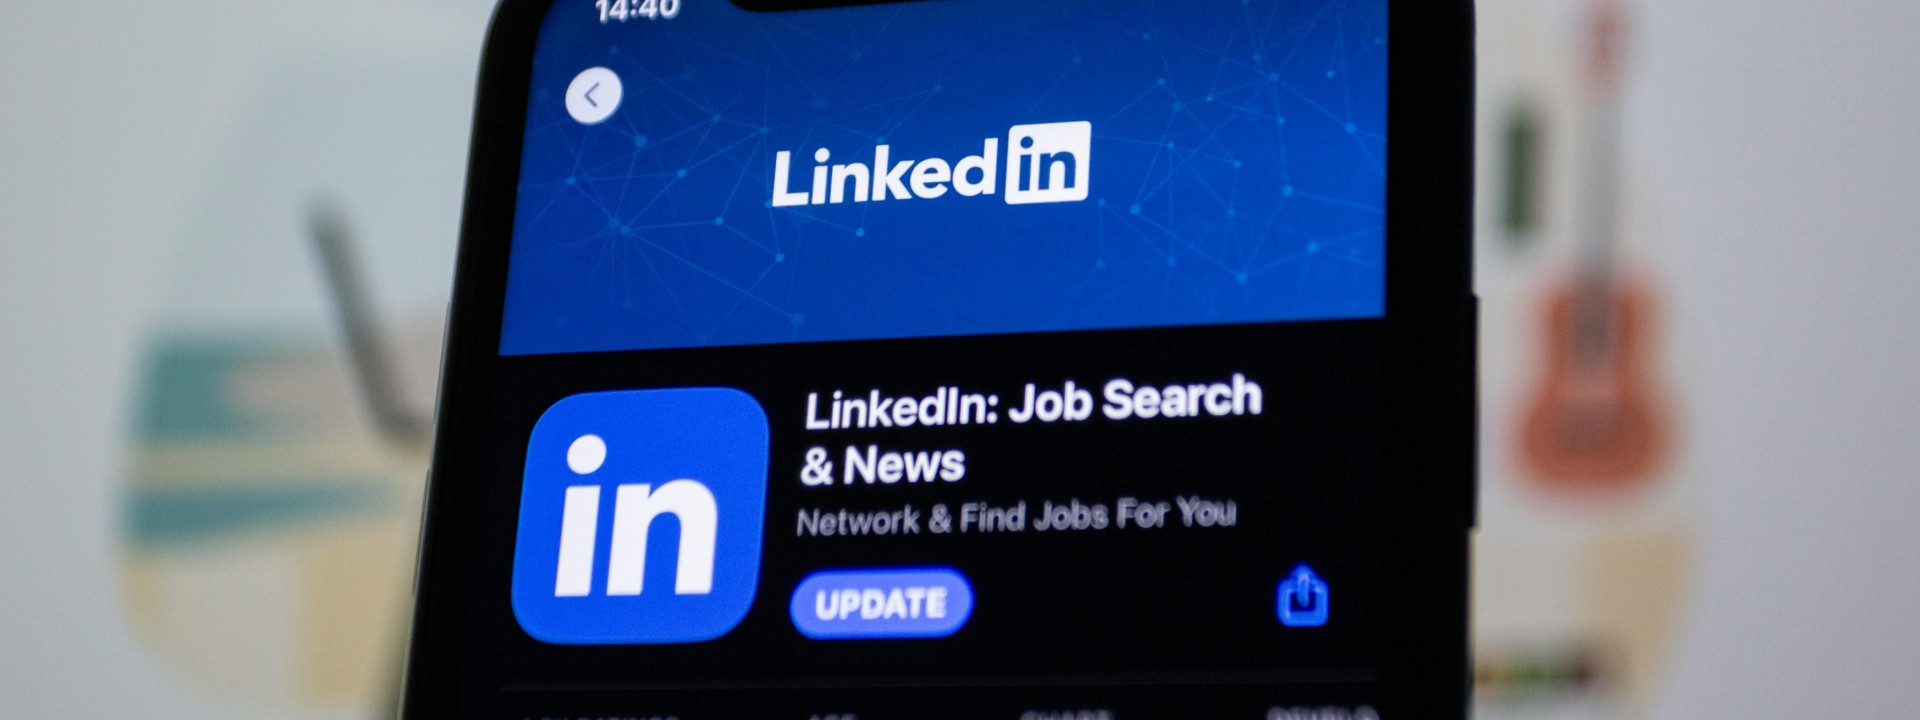 14:40
Linked in
in
LinkedIn: Job Search
& News
Network & Find Jobs For You
UPDATE